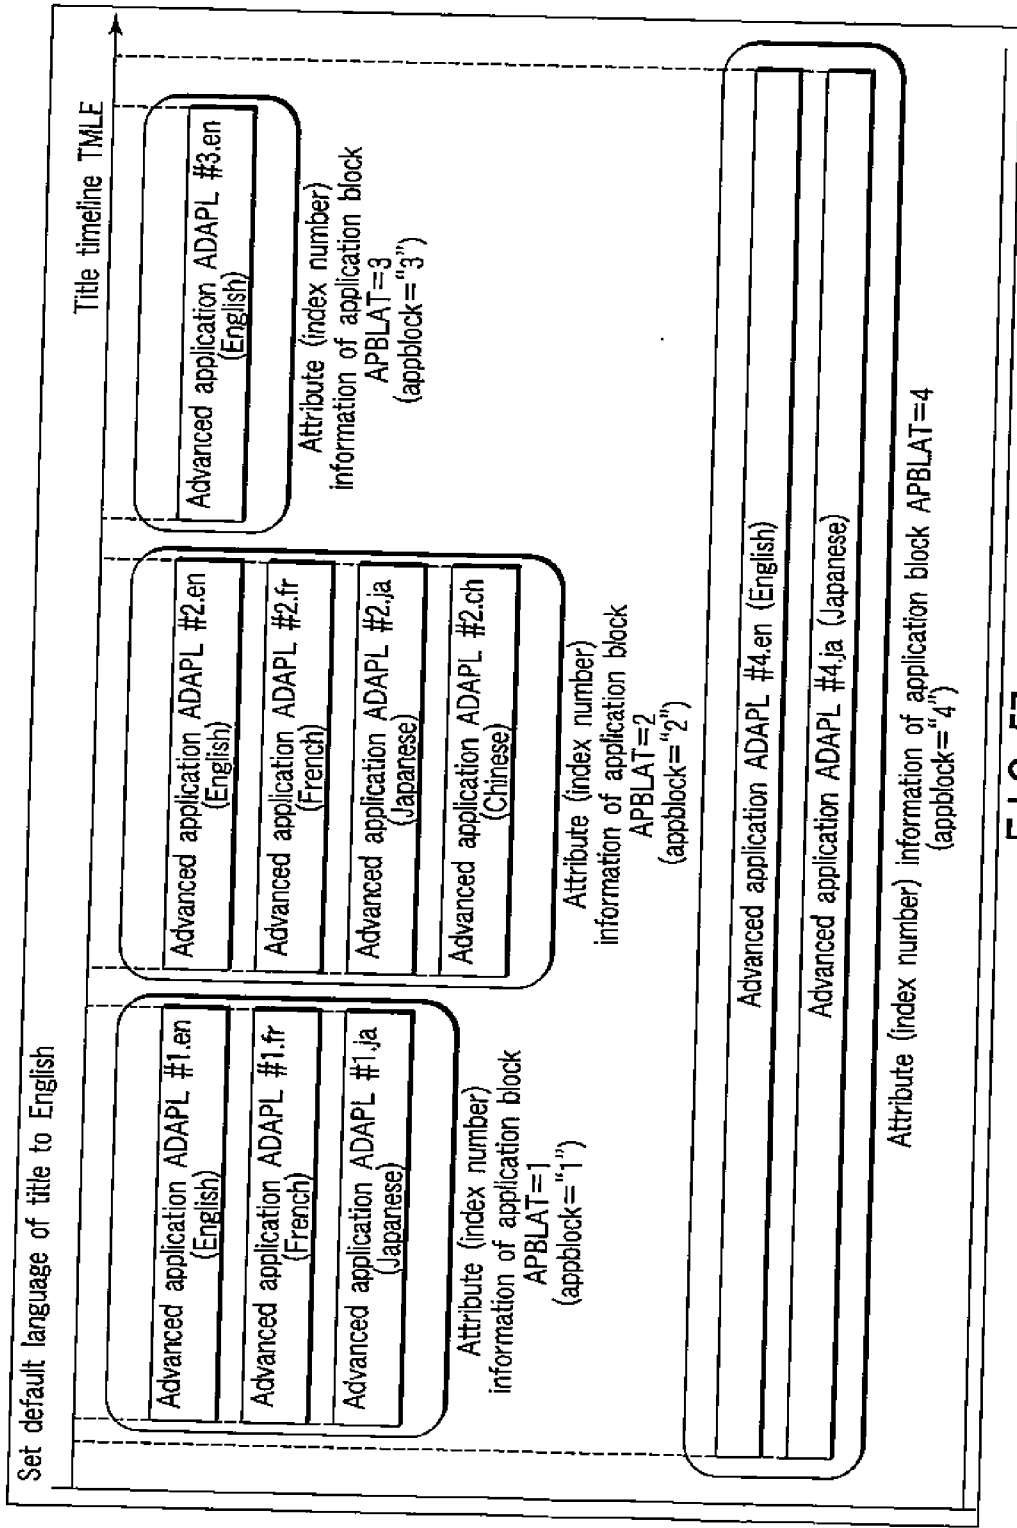 Set default language of title to English
Title timeline TMLE
Advanced application ADAPL #1.en
(English)
Advanced application ADAPL #1.fr
(French)
Advanced application ADAPL #1.ja
(Japanese)
Attribute (index number)
information of application block
APBLAT=1
(appblock="1")
Advanced application ADAPL #2.en
(English)
Advanced application ADAPL #2.fr
(French)
Advanced application ADAPL #2.ja
(Japanese)
Advanced application ADAPL #2.ch
(Chinese)
Attribute (index number)
information of application block
APBLAT=2
(appblock="2")
Advanced application ADAPL #3.en
(English)
Attribute (index number)
information of application block
APBLAT=3
(appblock="3")
Advanced application ADAPL #4.en (English)
Advanced application ADAPL #4.ja (Japanese)
Attribute (index number) information of application block APBLAT=4
(appblock="4")